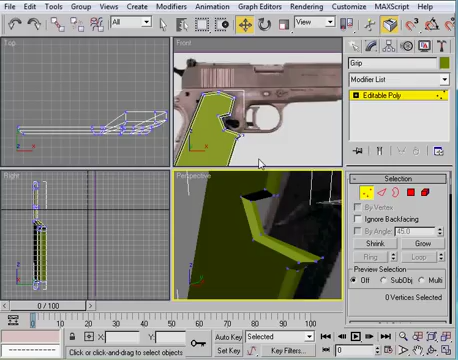 File Edit Tools Group Views Create Modifiers Animation Graph Editors Rendering Customize MAXScript Help
All
View
Top
Front
Grip
Modifier List
Editable Poly
Right
Perspective
Selection
By Vertex
Ignore Backfacing
By Angle: 45.0
Shrink Grow
Ring Loop
Preview Selection
Off SubObj Multi
0 Vertices Selected
0 / 100
0 10 20 30 40 50 60 70 80 90 100
X: Y: Auto Key Selected
Click or click-and-drag to select objects Set Key Key Filters...